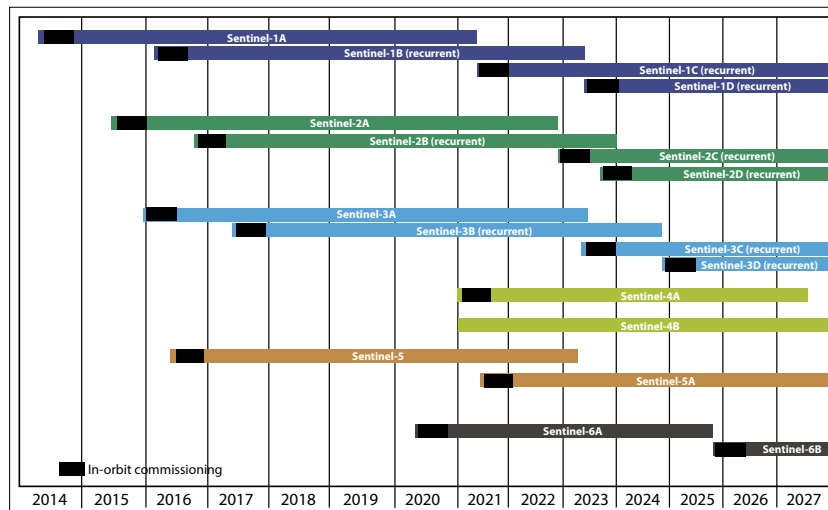 Sentinel-1A
Sentinel-1B (recurrent)
Sentinel-1C (recurrent)
Sentinel-1D (recurrent)
Sentinel-2A
Sentinel-2B (recurrent)
Sentinel-2C (recurrent)
Sentinel-2D (recurrent)
Sentinel-3A
Sentinel-3B (recurrent)
Sentinel-3C (recurrent)
Sentinel-3D (recurrent)
Sentinel-4A
Sentinel-4B
Sentinel-5
Sentinel-5A
Sentinel-6A
Sentinel-6B
In-orbit commissioning
2014 2015 2016 2017 2018 2019 2020 2021 2022 2023 2024 2025 2026 2027